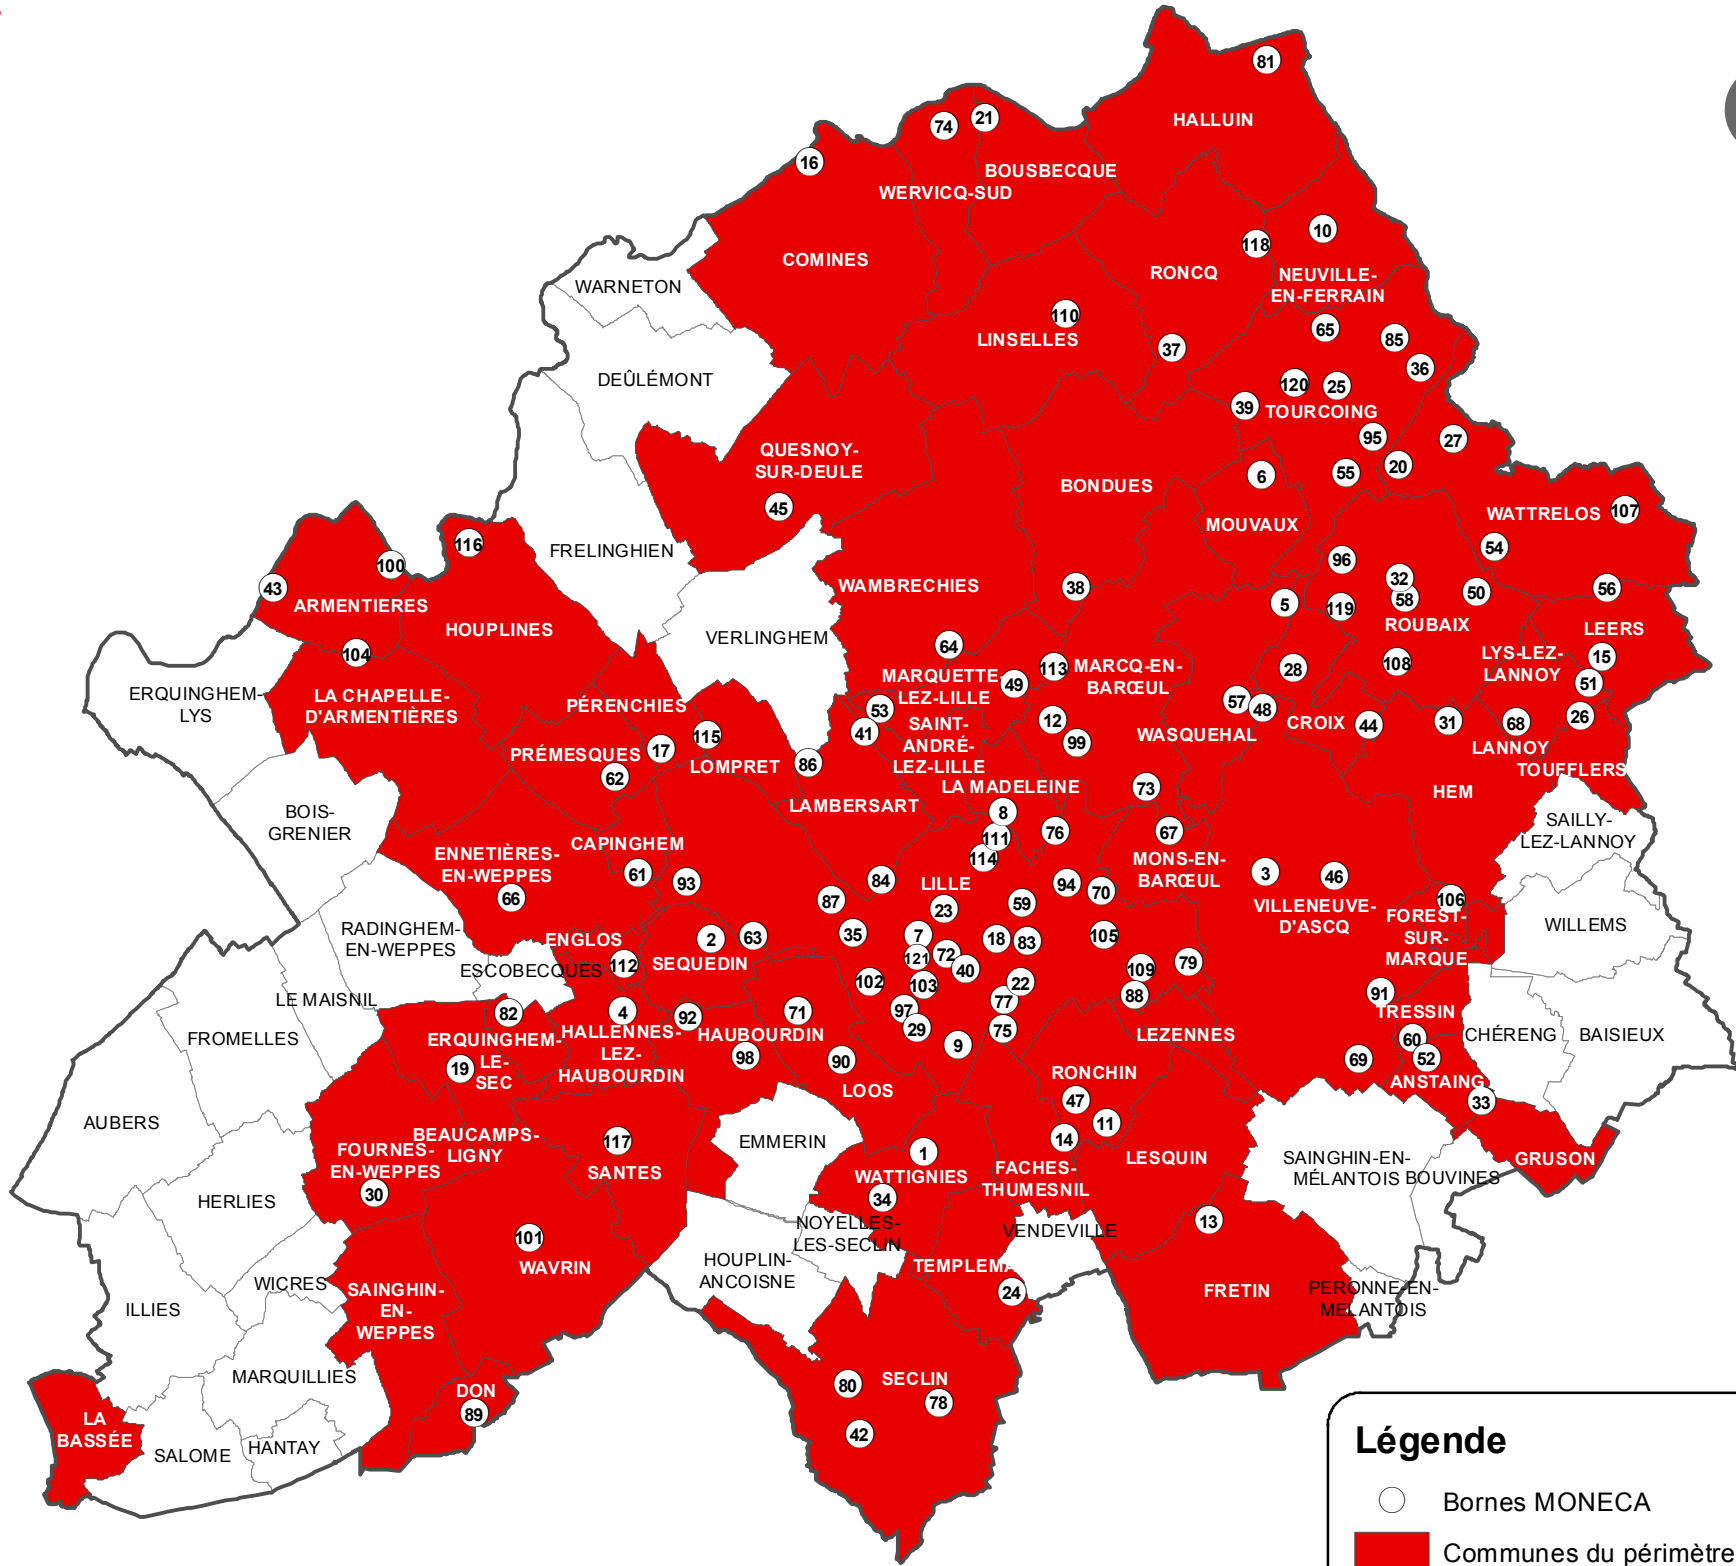 81
HALLUIN
74
21
16
BOUSBECQUE
WERVICQ-SUD
10
118
COMINES
RONCQ
NEUVILLE-
EN-FERRAIN
WARNETON
110
LINSELLES
65
85
37
36
DEÛLÉMONT
120
25
39
TOURCOING
95
27
QUESNOY-
SUR-DEULE
20
6
55
BONDUES
45
WATTRELOS
107
MOUVAUX
116
54
FRELINGHIEN
96
100
32
43
WAMBRECHIES
38
56
50
58
5
119
ARMENTIERES
ROUBAIX
HOUPLINES
VERLINGHEM
LEERS
64
104
LYS-LEZ-
LANNOY
15
113
MARCQ-EN-
BARŒUL
108
28
MARQUETTE-
LEZ-LILLE
49
51
ERQUINGHEM-
LYS
LA CHAPELLE-
D'ARMENTIÈRES
PÉRENCHIES
57
48
53
26
SAINT-
ANDRÉ-
LEZ-LILLE
12
CROIX
44
31
68
41
115
WASQUEHAL
99
17
PRÉMESQUES
LANNOY
86
LOMPRET
TOUFFLERS
62
73
LA MADELEINE
HEM
LAMBERSART
8
BOIS-
GRENIER
SAILLY-
LEZ-LANNOY
76
67
111
CAPINGHEM
114
ENNETIÈRES-
EN-WEPPES
MONS-EN-
BARŒUL
61
3
46
93
84
LILLE
94
70
66
87
59
106
23
VILLENEUVE-
D'ASCQ
FOREST-
SUR-
MARQUE
WILLEMS
RADINGHEM-
EN-WEPPES
35
7
105
ENGLOS
2
63
18
83
72
121
SEQUEDIN
112
40
109
79
ESCOBECQUES
102
22
103
LE MAISNIL
77
88
91
97
82
4
71
92
TRESSIN
29
75
FROMELLES
ERQUINGHEM-
LE-
SEC
HALLENNES-
LEZ-
HAUBOURDIN
HAUBOURDIN
LEZENNES
CHÉRENG
BAISIEUX
60
9
98
90
69
52
19
RONCHIN
ANSTAING
LOOS
47
33
11
AUBERS
BEAUCAMPS-
LIGNY
117
EMMERIN
14
FOURNES-
EN-WEPPES
1
LESQUIN
GRUSON
SAINGHIN-EN-
MÉLANTOIS
BOUVINES
SANTES
WATTIGNIES
FACHES-
THUMESNIL
30
34
HERLIES
13
NOYELLES-
LES-SECLIN
VENDEVILLE
101
HOUPLIN-
ANCOISNE
WAVRIN
TEMPLEMA
WICRES
24
SAINGHIN-
EN-
WEPPES
FRETIN
PERONNE-EN-
MELANTOIS
ILLIES
MARQUILLIES
80
SECLIN
DON
78
89
LA
BASSÉE
42
HANTAY
SALOME
Légende
Bornes MONECA
Communes du périmètre